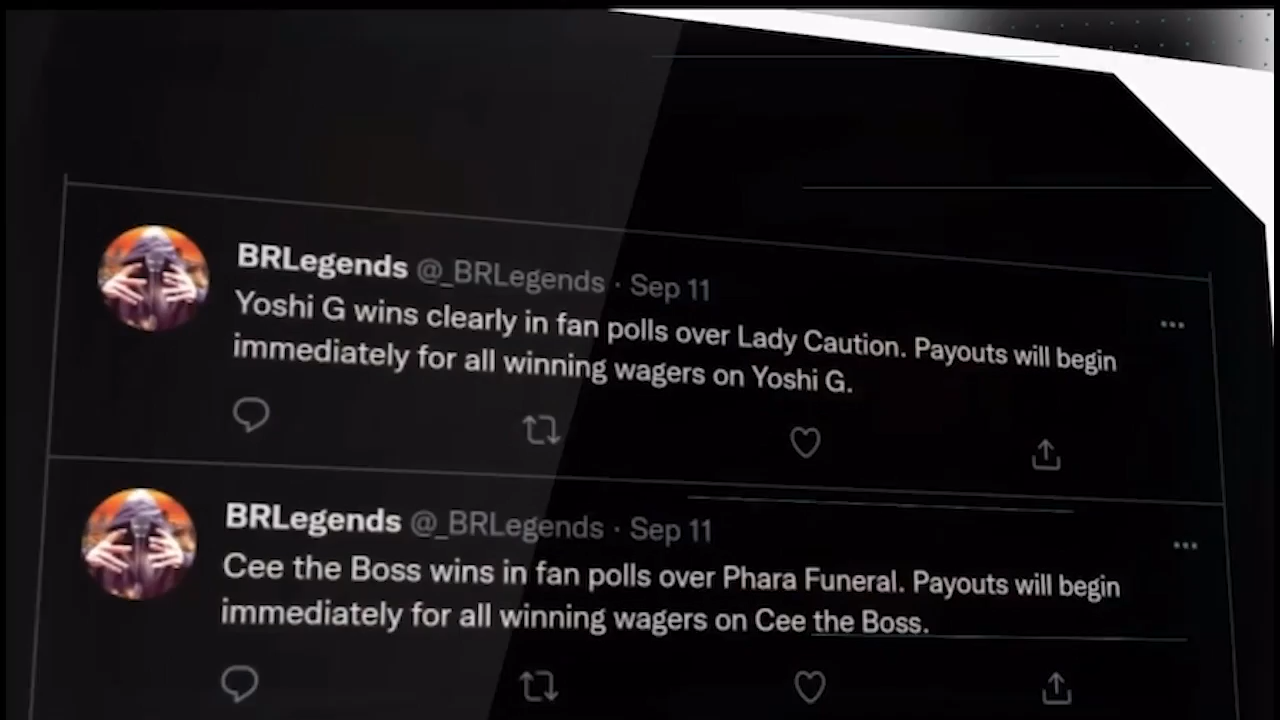 BRLegends @_BRLegends · Sep 11
Yoshi G wins clearly in fan polls over Lady Caution. Payouts will begin
immediately for all winning wagers on Yoshi G.
BRLegends @_BRLegends · Sep 11
Cee the Boss wins in fan polls over Phara Funeral. Payouts will begin
immediately for all winning wagers on Cee the Boss.